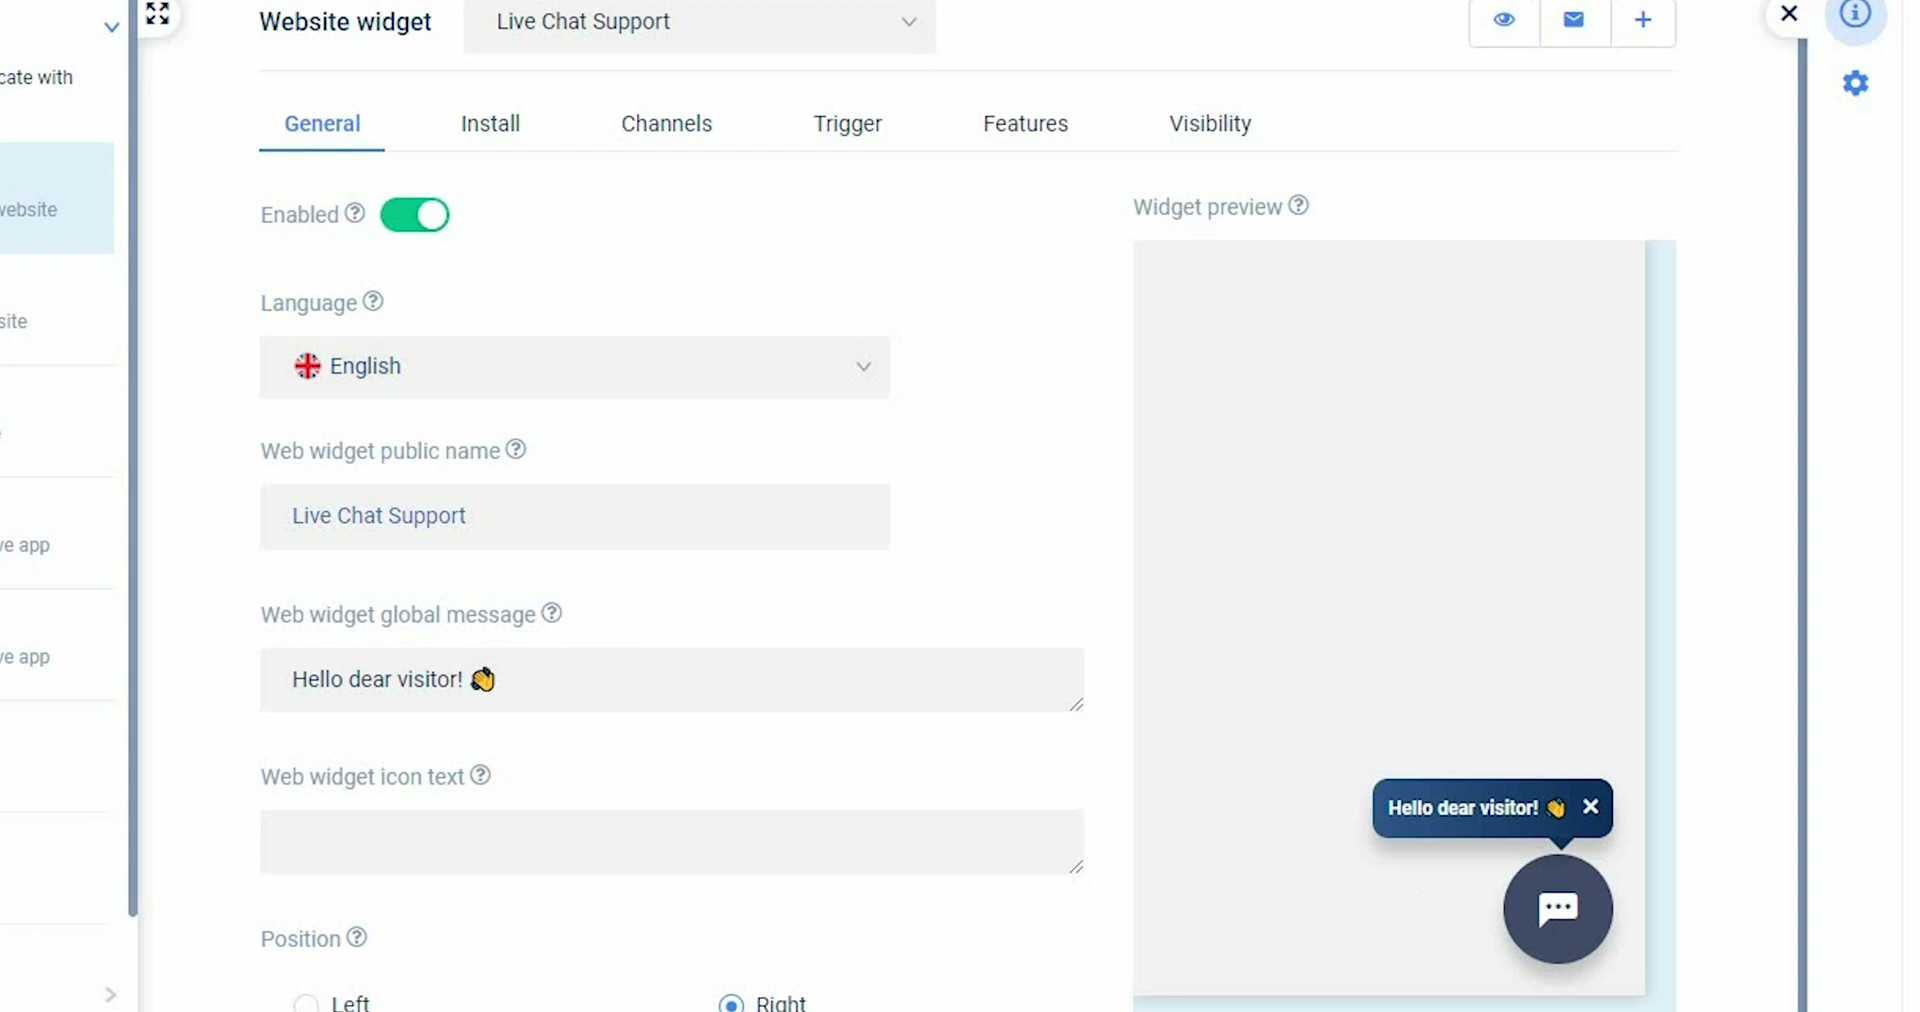 Website widget
Live Chat Support
cate with
General
Install
Channels
Trigger
Features
Visibility
website
Enabled
Widget preview
Language
site
English
Web widget public name
Live Chat Support
ve app
Web widget global message
Hello dear visitor! 👏
ve app
Web widget icon text
Hello dear visitor! 👏
Position
Left
Right